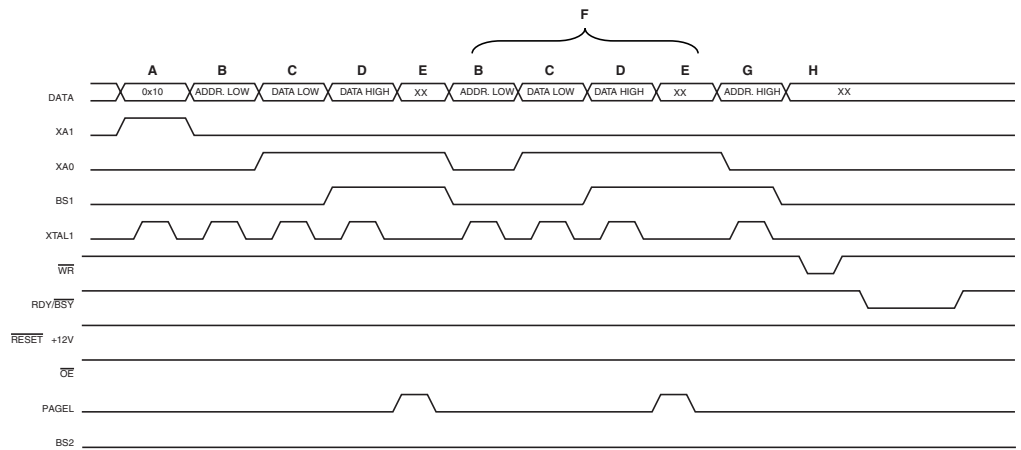 F
A B C D E B C D E G H
DATA 0x10 ADDR. LOW DATA LOW DATA HIGH XX ADDR. LOW DATA LOW DATA HIGH XX ADDR. HIGH XX
XA1
XA0
BS1
XTAL1
WR
RDY/BSY
RESET +12V
OE
PAGEL
BS2